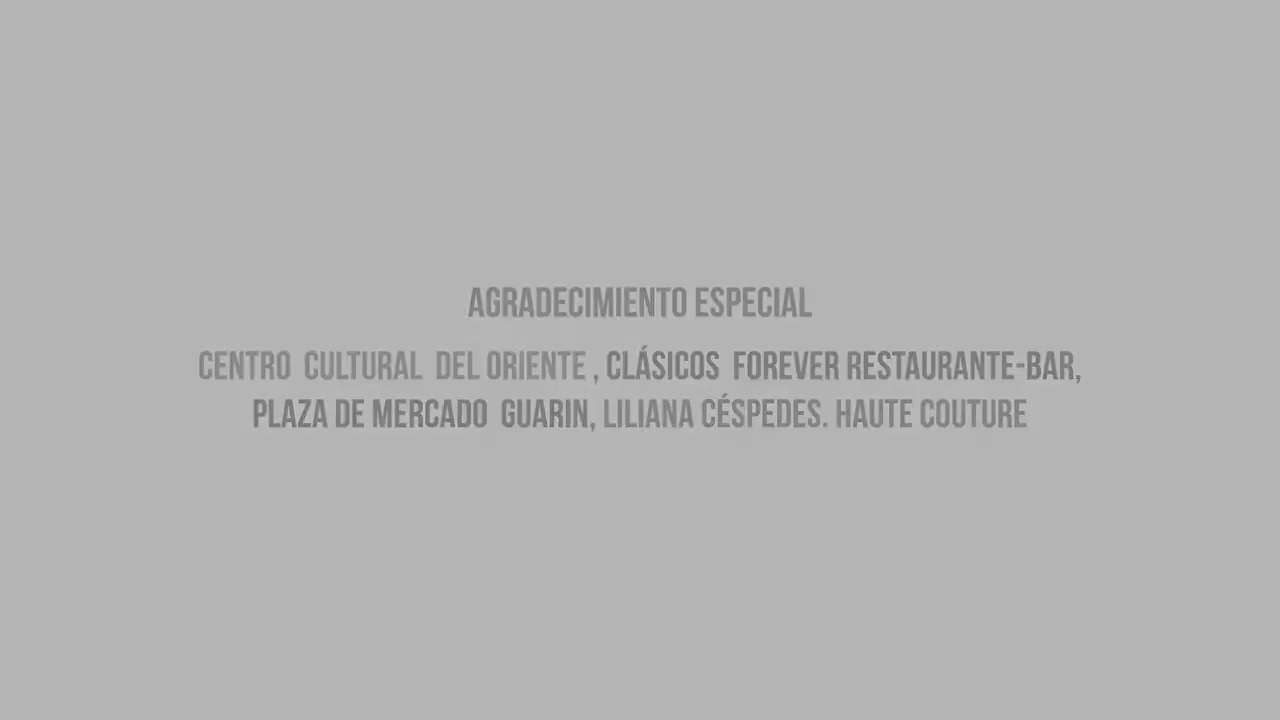 AGRADECIMIENTO ESPECIAL
CENTRO CULTURAL DEL ORIENTE , CLÁSICOS FOREVER RESTAURANTE-BAR,
PLAZA DE MERCADO GUARIN, LILIANA CÉSPEDES. HAUTE COUTURE